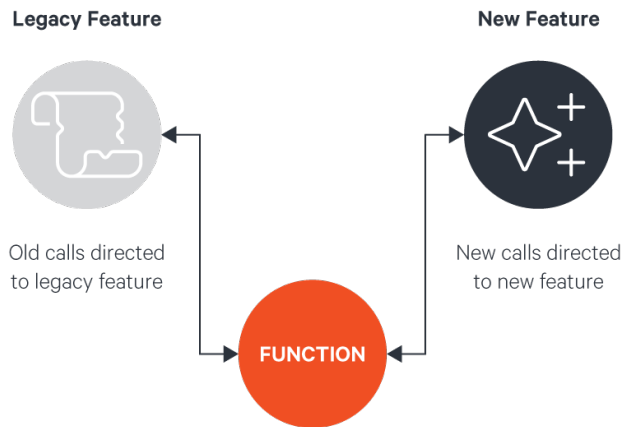 Legacy Feature
New Feature
Old calls directed
to legacy feature
New calls directed
to new feature
FUNCTION